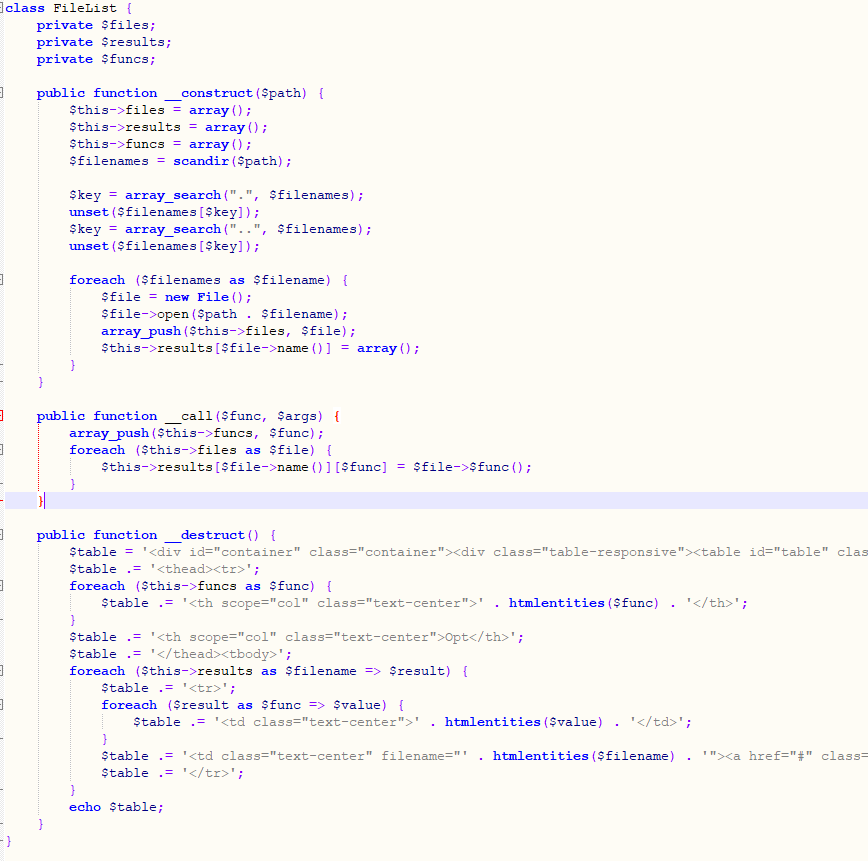 class FileList {
    private $files;
    private $results;
    private $funcs;

    public function __construct($path) {
        $this->files = array();
        $this->results = array();
        $this->funcs = array();
        $filenames = scandir($path);

        $key = array_search(".", $filenames);
        unset($filenames[$key]);
        $key = array_search("..", $filenames);
        unset($filenames[$key]);

        foreach ($filenames as $filename) {
            $file = new File();
            $file->open($path . $filename);
            array_push($this->files, $file);
            $this->results[$file->name()] = array();
        }
    }

    public function __call($func, $args) {
        array_push($this->funcs, $func);
        foreach ($this->files as $file) {
            $this->results[$file->name()][$func] = $file->$func();
        }
    }

    public function __destruct() {
        $table = '<div id="container" class="container"><div class="table-responsive"><table id="table" clas
        $table .= '<thead><tr>';
        foreach ($this->funcs as $func) {
            $table .= '<th scope="col" class="text-center">' . htmlentities($func) . '</th>';
        }
        $table .= '<th scope="col" class="text-center">Opt</th>';
        $table .= '</thead><tbody>';
        foreach ($this->results as $filename => $result) {
            $table .= '<tr>';
            foreach ($result as $func => $value) {
                $table .= '<td class="text-center">' . htmlentities($value) . '</td>';
            }
            $table .= '<td class="text-center" filename="' . htmlentities($filename) . '"><a href="#" class=
            $table .= '</tr>';
        }
        echo $table;
    }
}